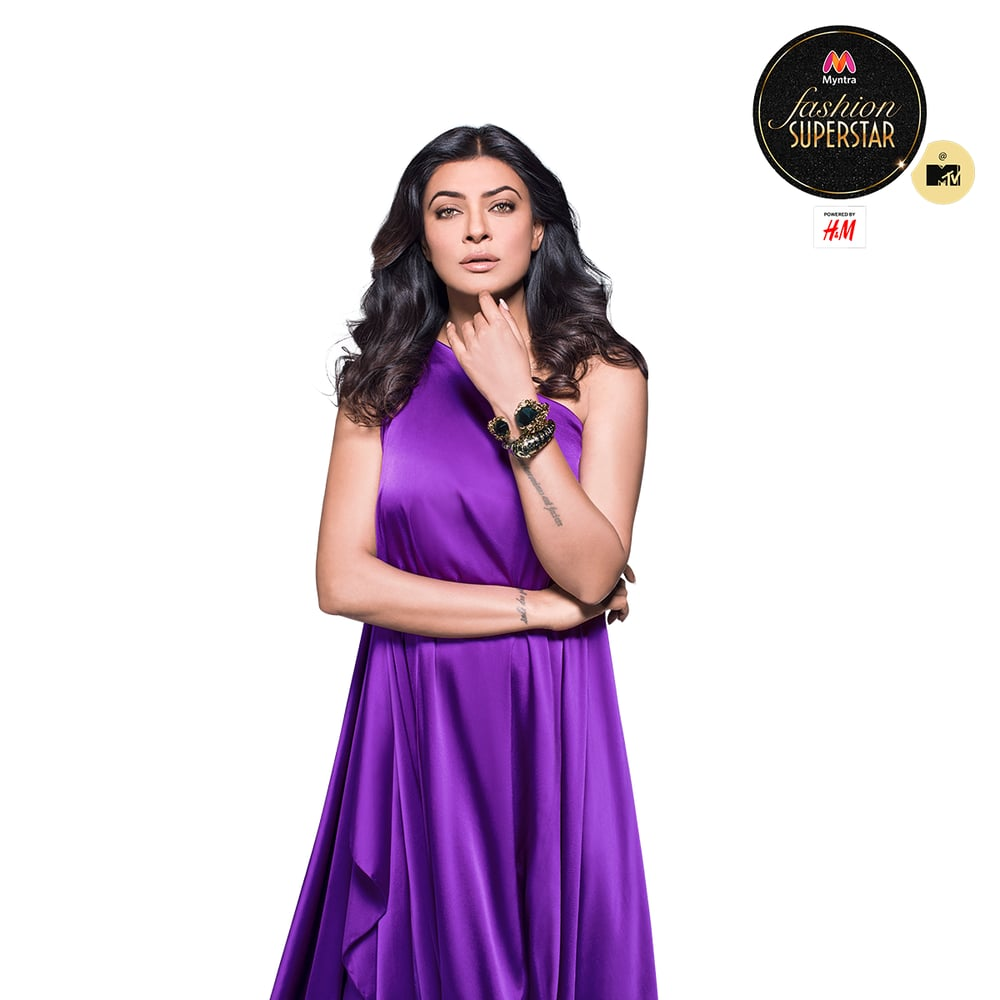 Myntra
fashion
SUPERSTAR
@
MTV
POWERED BY
H&M